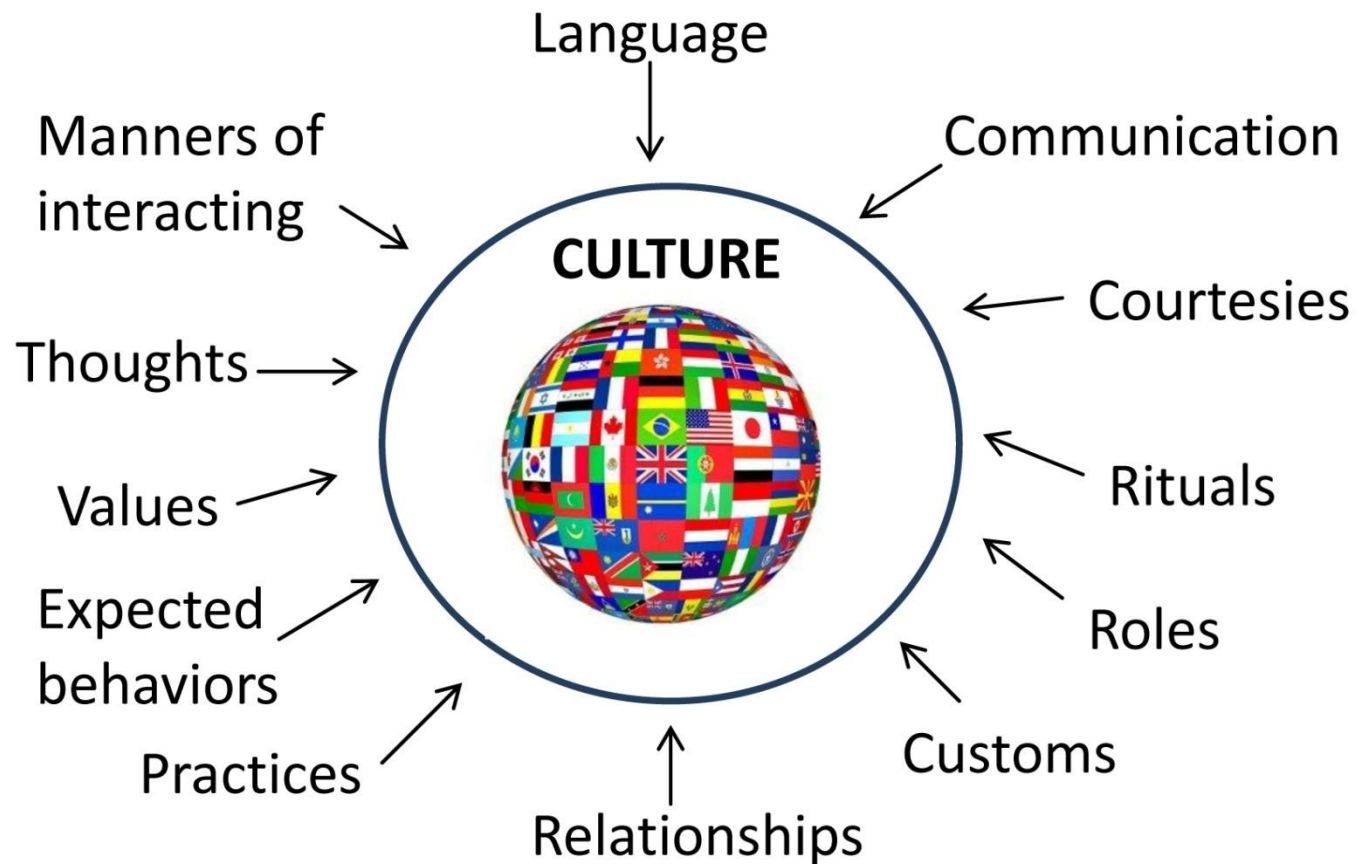 Language
Communication
Manners of
interacting
CULTURE
Courtesies
Thoughts
Rituals
Values
Expected
behaviors
Roles
Practices
Customs
Relationships